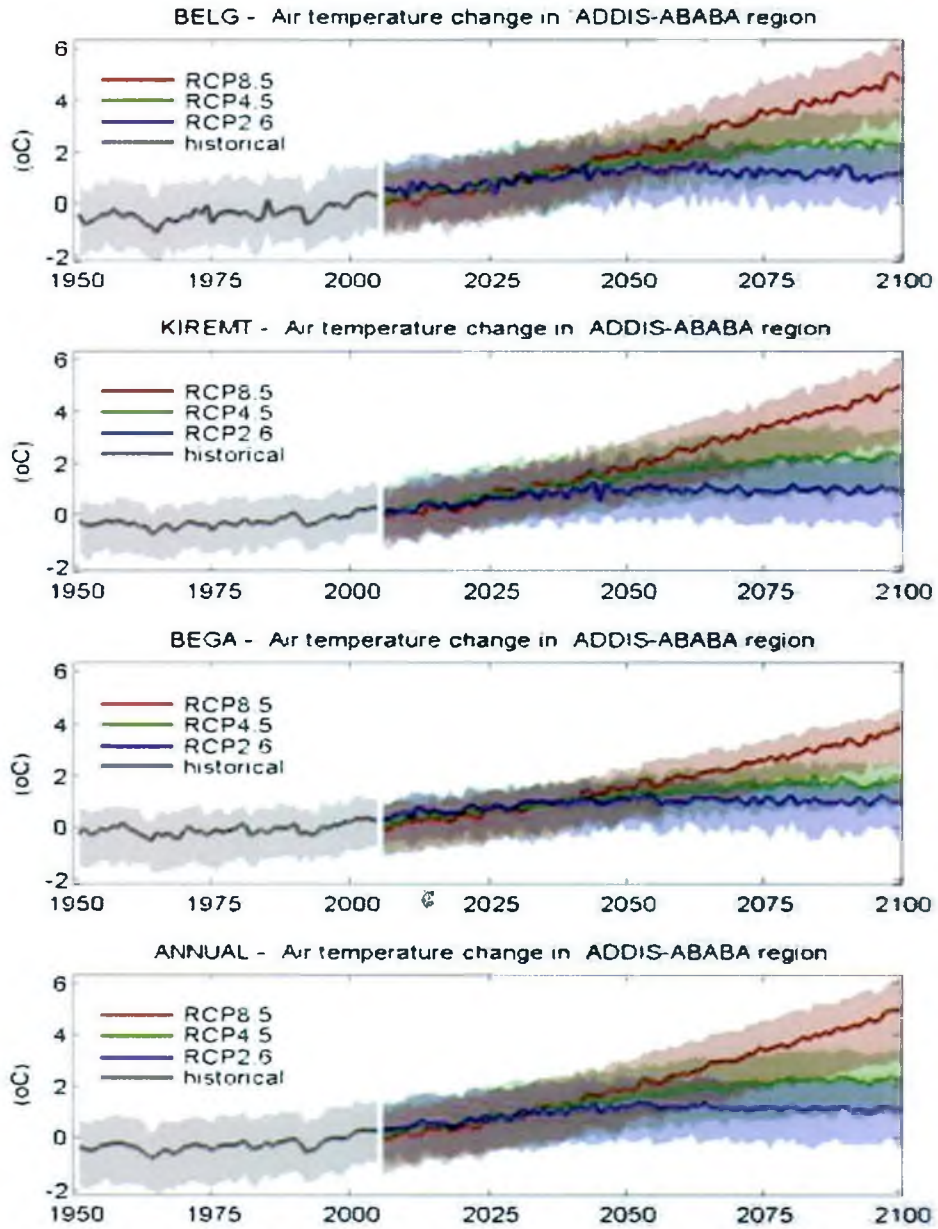 BELG - Air temperature change in ADDIS-ABABA region
6
4
2
0
-2
(oC)
RCP8.5
RCP4.5
RCP2 6
historical
1950 1975 2000 2025 2050 2075 2100
KIREMT - Air temperature change in ADDIS-ABABA region
6
4
2
0
-2
(oC)
RCP8.5
RCP4.5
RCP2 6
historical
1950 1975 2000 2025 2050 2075 2100
BEGA - Air temperature change in ADDIS-ABABA region
6
4
2
0
-2
(oC)
RCP8.5
RCP4.5
RCP2 6
historical
1950 1975 2000 2025 2050 2075 2100
ANNUAL - Air temperature change in ADDIS-ABABA region
6
4
2
0
-2
(oC)
RCP8.5
RCP4.5
RCP2.6
historical
1950 1975 2000 2025 2050 2075 2100